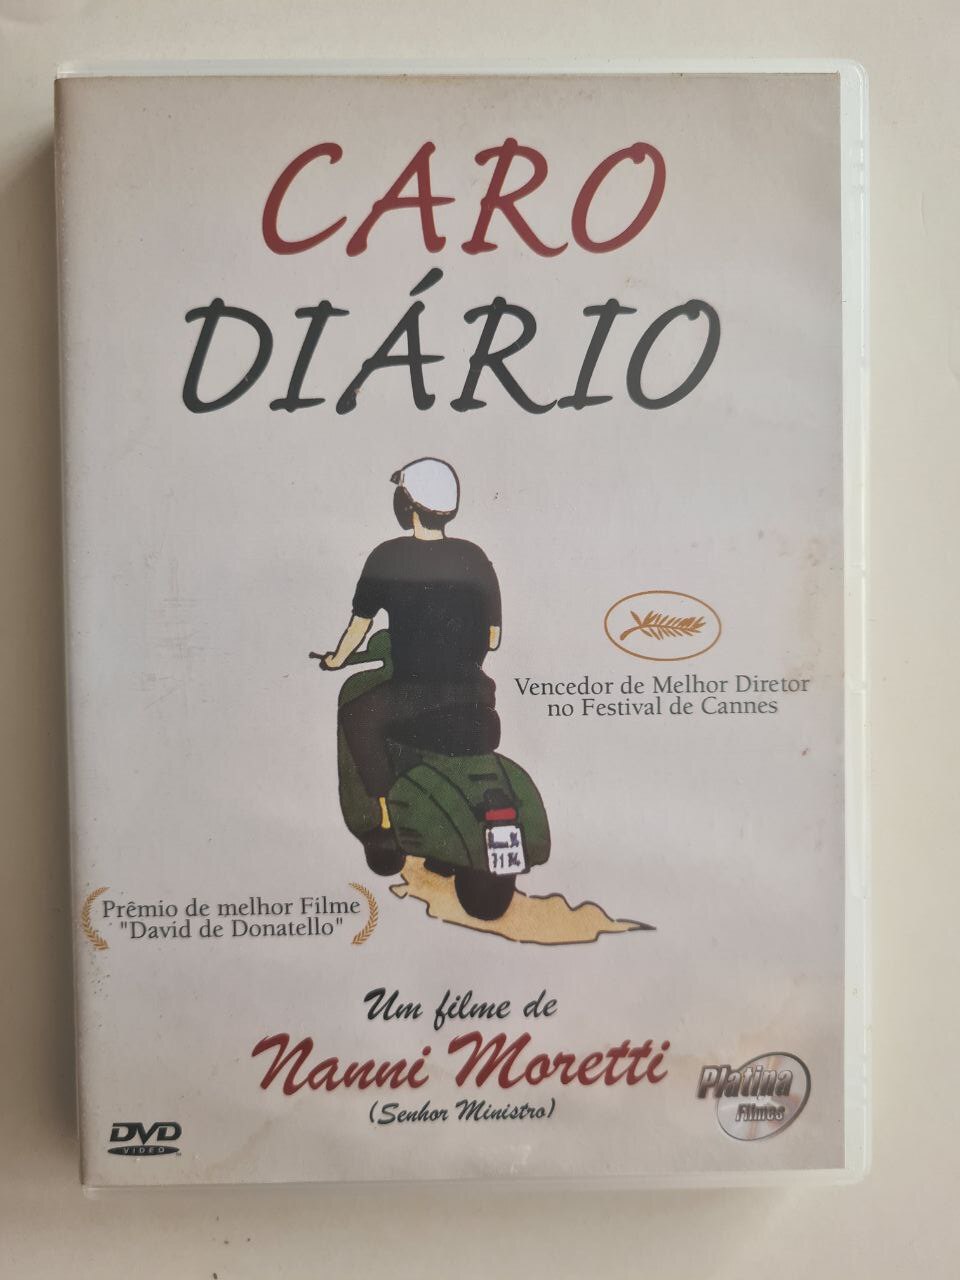 CARO
DIÁRIO
Vencedor de Melhor Diretor
no Festival de Cannes
Prêmio de melhor Filme
"David de Donatello"
Um filme de
Nanni Moretti
(Senhor Ministro)
Platina
Filmes
DVD
VIDEO